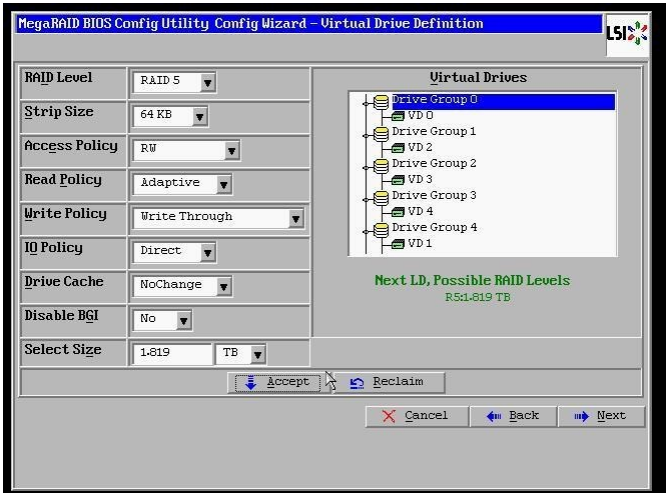 MegaRAID BIOS Config Utility Config Wizard – Virtual Drive Definition
LSI
RAID Level
RAID 5
Strip Size
64 KB
Access Policy
RW
Read Policy
Adaptive
Write Policy
Write Through
IO Policy
Direct
Drive Cache
NoChange
Disable BGI
No
Select Size
1.819
TB
Virtual Drives
Drive Group 0
VD 0
Drive Group 1
VD 2
Drive Group 2
VD 3
Drive Group 3
VD 4
Drive Group 4
VD 1
Next LD, Possible RAID Levels
R5:1.819 TB
Accept
Reclaim
Cancel
Back
Next